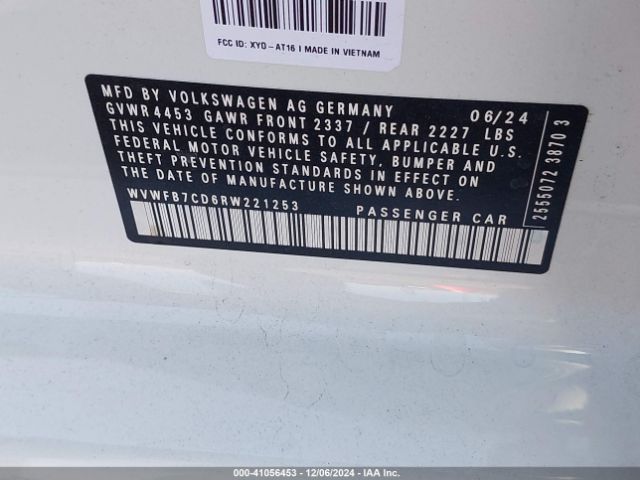 FCC ID: XYO-AT16 I MADE IN VIETNAM
MFD BY VOLKSWAGEN AG GERMANY 06/24
GVWR 4453 GAWR FRONT 2337 / REAR 2227 LBS
THIS VEHICLE CONFORMS TO ALL APPLICABLE U.S.
FEDERAL MOTOR VEHICLE SAFETY, BUMPER AND
THEFT PREVENTION STANDARDS IN EFFECT ON
THE DATE OF MANUFACTURE SHOWN ABOVE.
WVWFB7CD6RW221253 PASSENGER CAR
2555072 3870 3
000-41056453 - 12/06/2024 - IAAI.COM